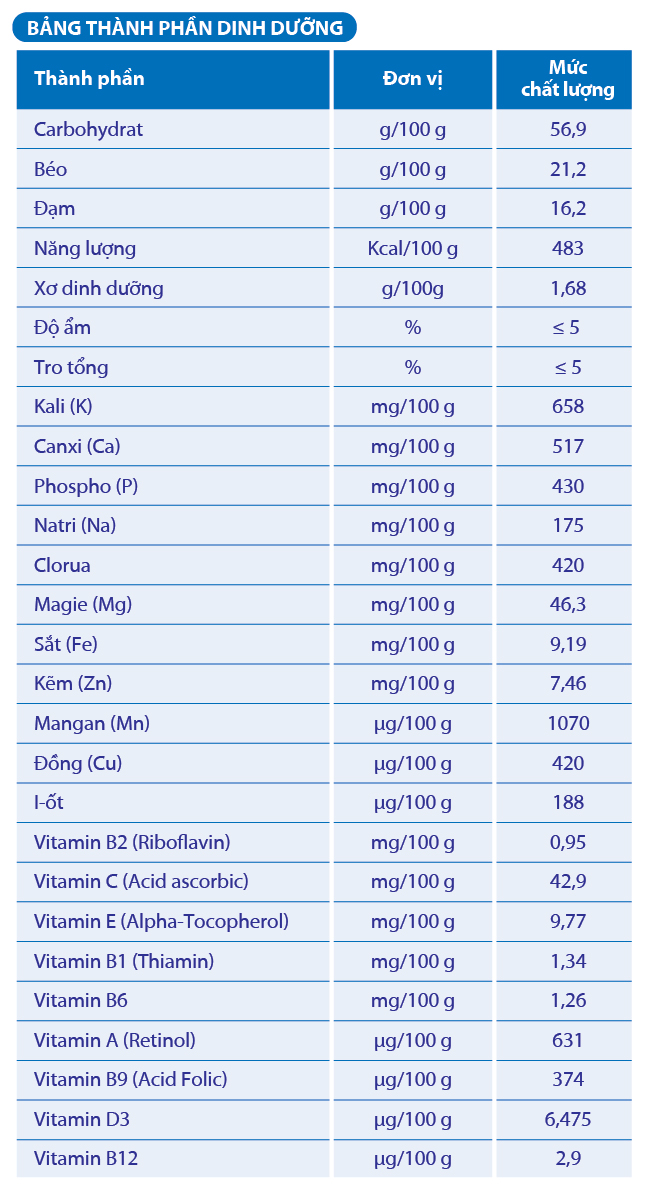 BẢNG THÀNH PHẦN DINH DƯỠNG
Thành phần Đơn vị Mức chất lượng
Carbohydrat g/100 g 56,9
Béo g/100 g 21,2
Đạm g/100 g 16,2
Năng lượng Kcal/100 g 483
Xơ dinh dưỡng g/100g 1,68
Độ ẩm % ≤ 5
Tro tổng % ≤ 5
Kali (K) mg/100 g 658
Canxi (Ca) mg/100 g 517
Phospho (P) mg/100 g 430
Natri (Na) mg/100 g 175
Clorua mg/100 g 420
Magie (Mg) mg/100 g 46,3
Sắt (Fe) mg/100 g 9,19
Kẽm (Zn) mg/100 g 7,46
Mangan (Mn) µg/100 g 1070
Đồng (Cu) µg/100 g 420
I-ốt µg/100 g 188
Vitamin B2 (Riboflavin) mg/100 g 0,95
Vitamin C (Acid ascorbic) mg/100 g 42,9
Vitamin E (Alpha-Tocopherol) mg/100 g 9,77
Vitamin B1 (Thiamin) mg/100 g 1,34
Vitamin B6 mg/100 g 1,26
Vitamin A (Retinol) µg/100 g 631
Vitamin B9 (Acid Folic) µg/100 g 374
Vitamin D3 µg/100 g 6,475
Vitamin B12 µg/100 g 2,9